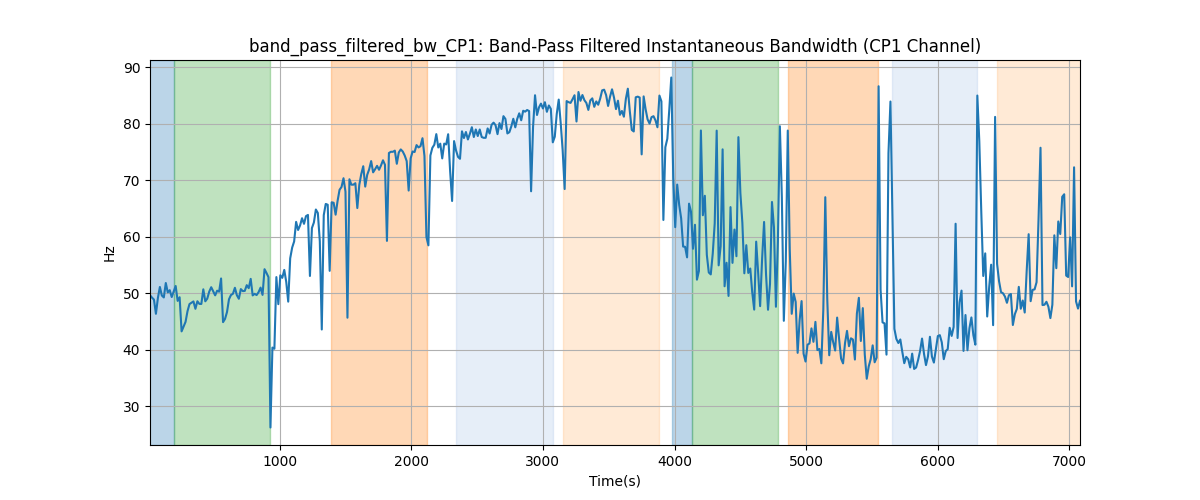 band_pass_filtered_bw_CP1: Band-Pass Filtered Instantaneous Bandwidth (CP1 Channel)
90
80
70
60
50
40
30
Hz
1000 2000 3000 4000 5000 6000 7000
Time(s)